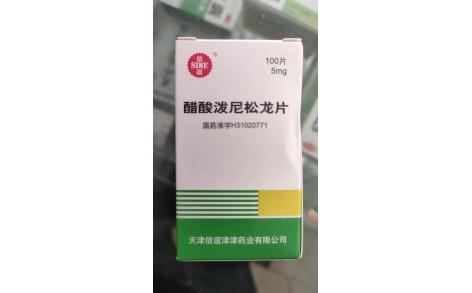 信
SINE
谊
100片
5mg
醋酸泼尼松龙片
国药准字H31020771
天津信谊津津药业有限公司